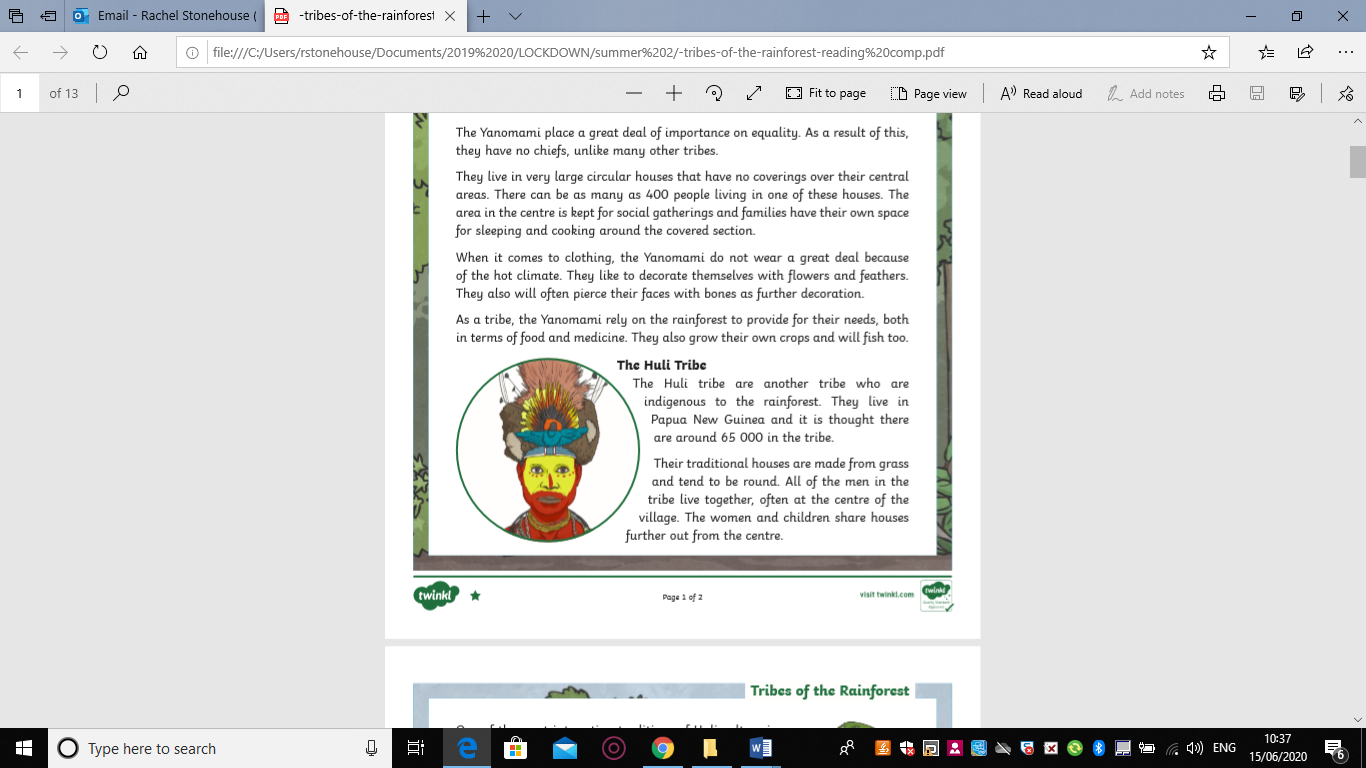 Email - Rachel Stonehouse (
-tribes-of-the-rainforest
file:///C:/Users/rstonehouse/Documents/2019%2020/LOCKDOWN/summer%202/-tribes-of-the-rainforest-reading%20comp.pdf
1 of 13
Fit to page
Page view
Read aloud
Add notes
The Yanomami place a great deal of importance on equality. As a result of this,
they have no chiefs, unlike many other tribes.
They live in very large circular houses that have no coverings over their central
areas. There can be as many as 400 people living in one of these houses. The
area in the centre is kept for social gatherings and families have their own space
for sleeping and cooking around the covered section.
When it comes to clothing, the Yanomami do not wear a great deal because
of the hot climate. They like to decorate themselves with flowers and feathers.
They also will often pierce their faces with bones as further decoration.
As a tribe, the Yanomami rely on the rainforest to provide for their needs, both
in terms of food and medicine. They also grow their own crops and will fish too.
The Huli Tribe
The Huli tribe are another tribe who are
indigenous to the rainforest. They live in
Papua New Guinea and it is thought there
are around 65 000 in the tribe.
Their traditional houses are made from grass
and tend to be round. All of the men in the
tribe live together, often at the centre of the
village. The women and children share houses
further out from the centre.
twinkl
Page 1 of 2
visit twinkl.com
twinkl
Tribes of the Rainforest
Type here to search
ENG
10:37
15/06/2020
6